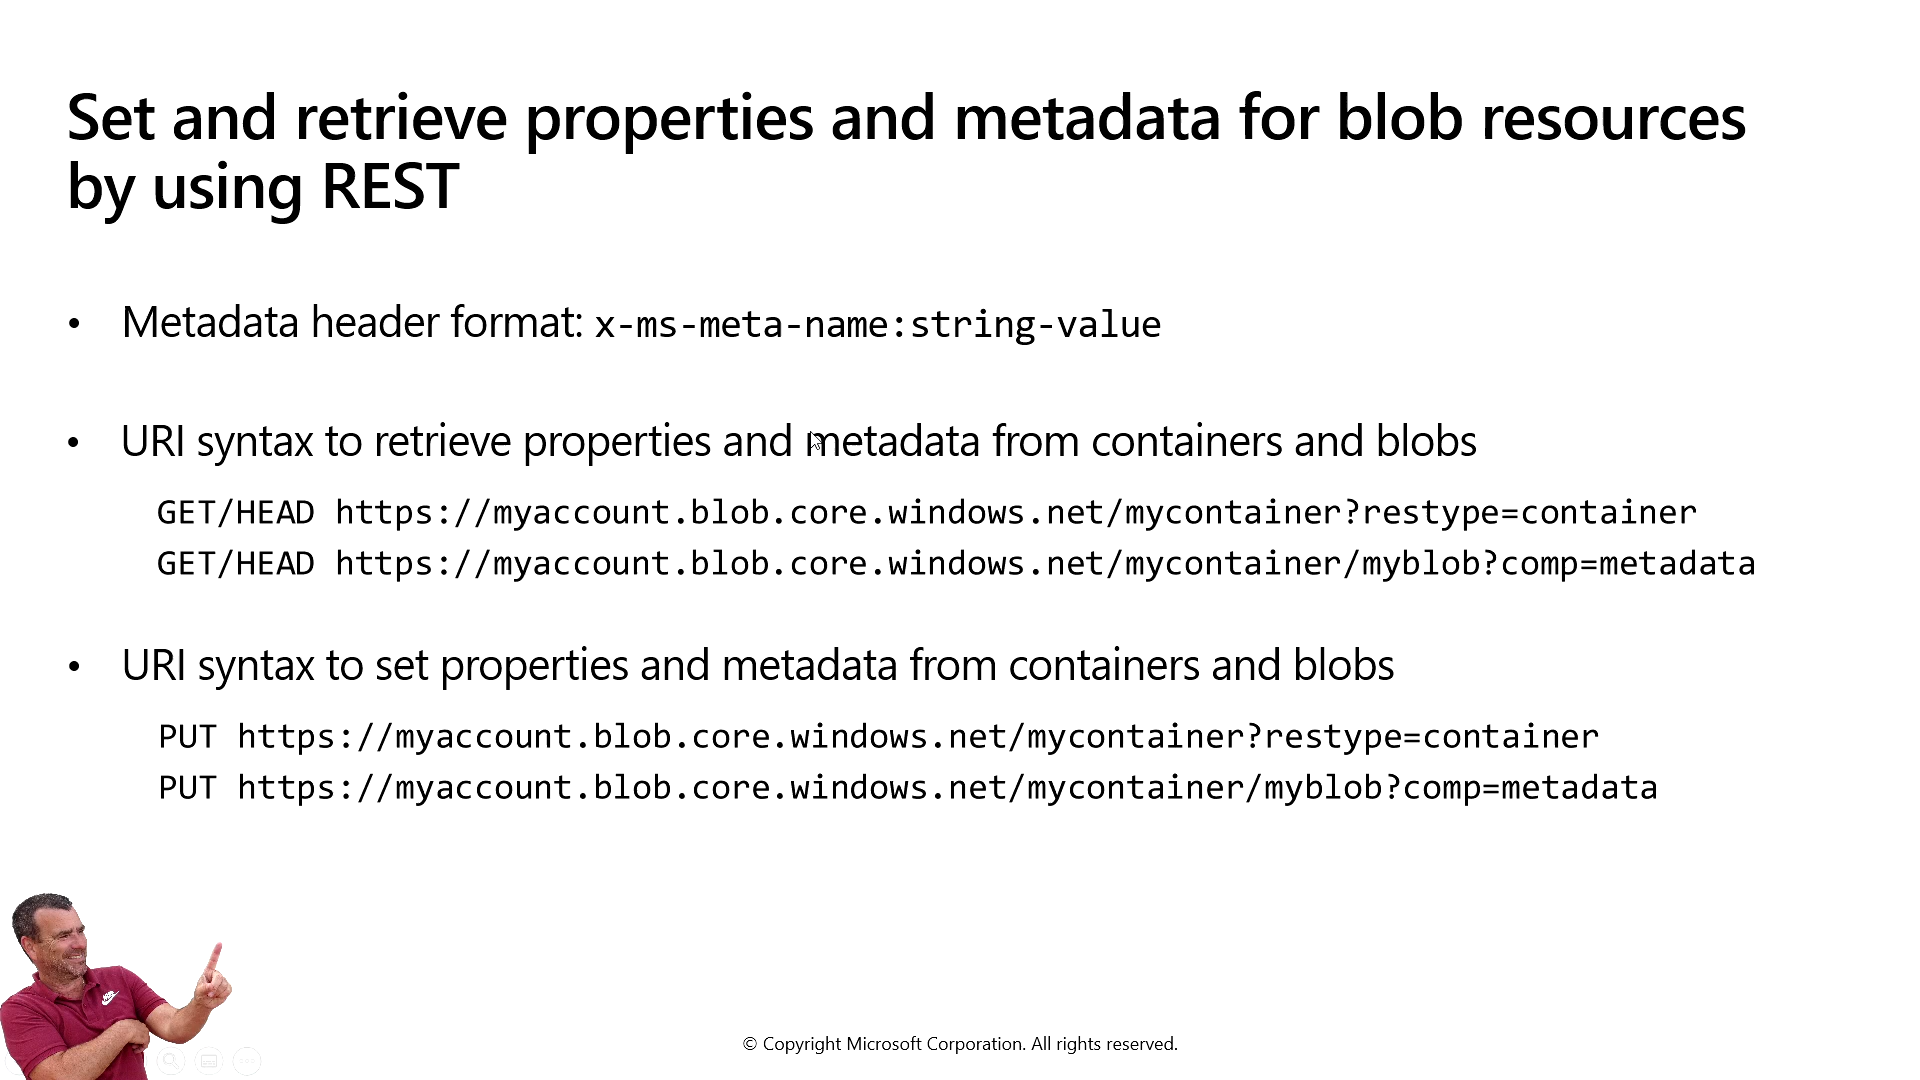 Set and retrieve properties and metadata for blob resources
by using REST
• Metadata header format: x-ms-meta-name:string-value
• URI syntax to retrieve properties and metadata from containers and blobs
GET/HEAD https://myaccount.blob.core.windows.net/mycontainer?restype=container
GET/HEAD https://myaccount.blob.core.windows.net/mycontainer/myblob?comp=metadata
• URI syntax to set properties and metadata from containers and blobs
PUT https://myaccount.blob.core.windows.net/mycontainer?restype=container
PUT https://myaccount.blob.core.windows.net/mycontainer/myblob?comp=metadata
© Copyright Microsoft Corporation. All rights reserved.